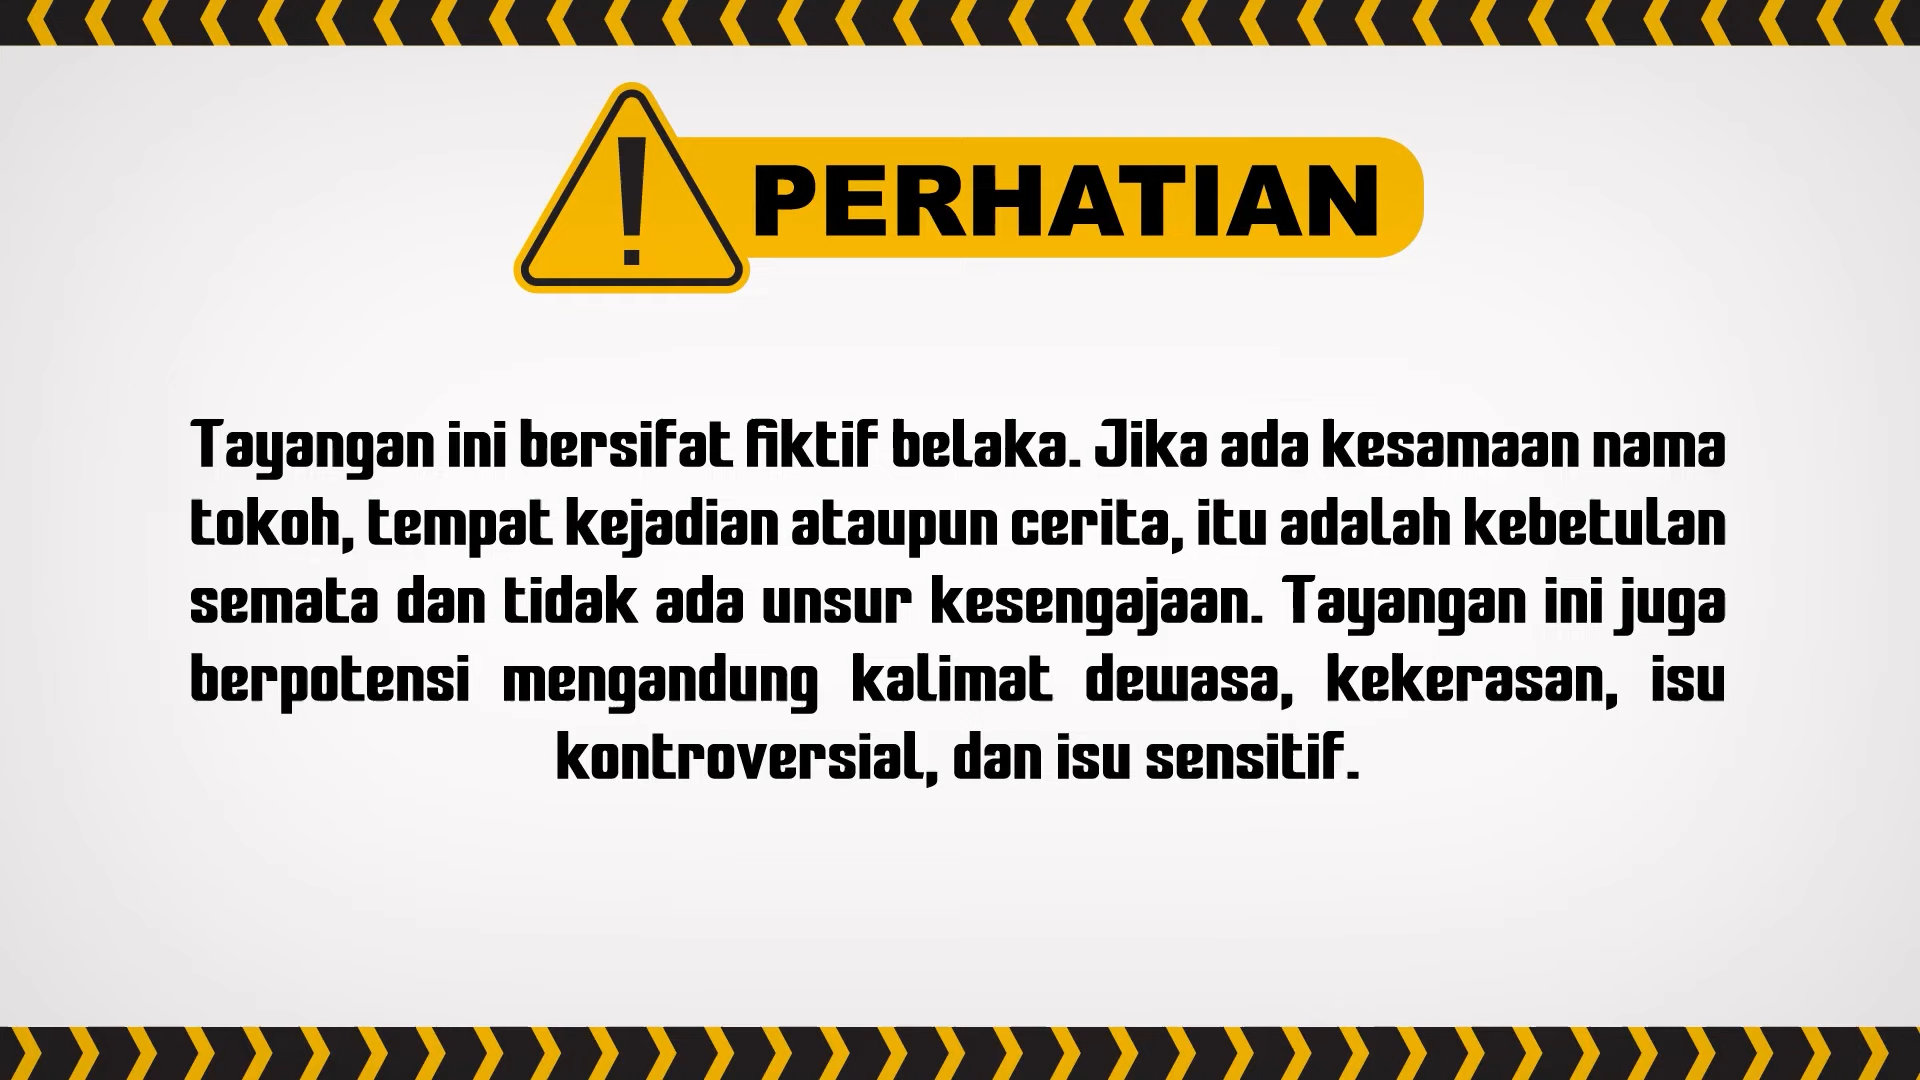 PERHATIAN
Tayangan ini bersifat fiktif belaka. Jika ada kesamaan nama
tokoh, tempat kejadian ataupun cerita, itu adalah kebetulan
semata dan tidak ada unsur kesengajaan. Tayangan ini juga
berpotensi mengandung kalimat dewasa, kekerasan, isu
kontroversial, dan isu sensitif.